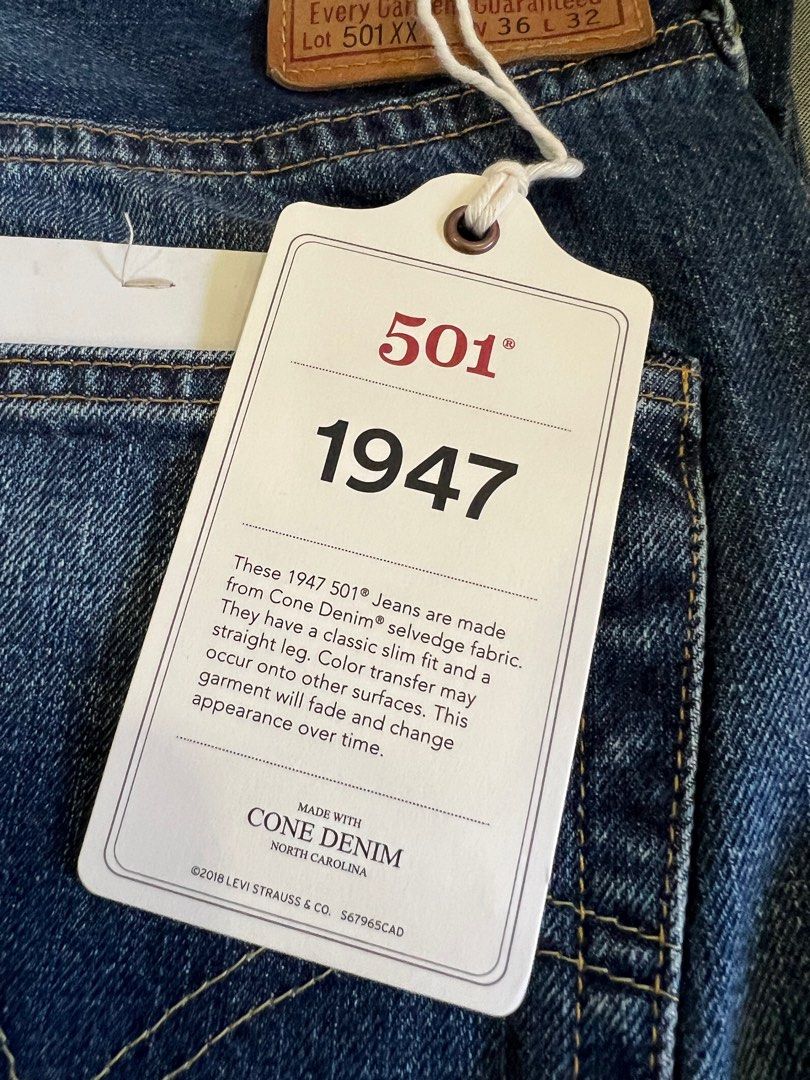 Every Garment Guaranteed
Lot 501XX W 36 L 32
501®
1947
These 1947 501® Jeans are made
from Cone Denim® selvedge fabric.
They have a classic slim fit and a
straight leg. Color transfer may
occur onto other surfaces. This
garment will fade and change
appearance over time.
MADE WITH
CONE DENIM
NORTH CAROLINA
©2018 LEVI STRAUSS & CO. S67965CAD